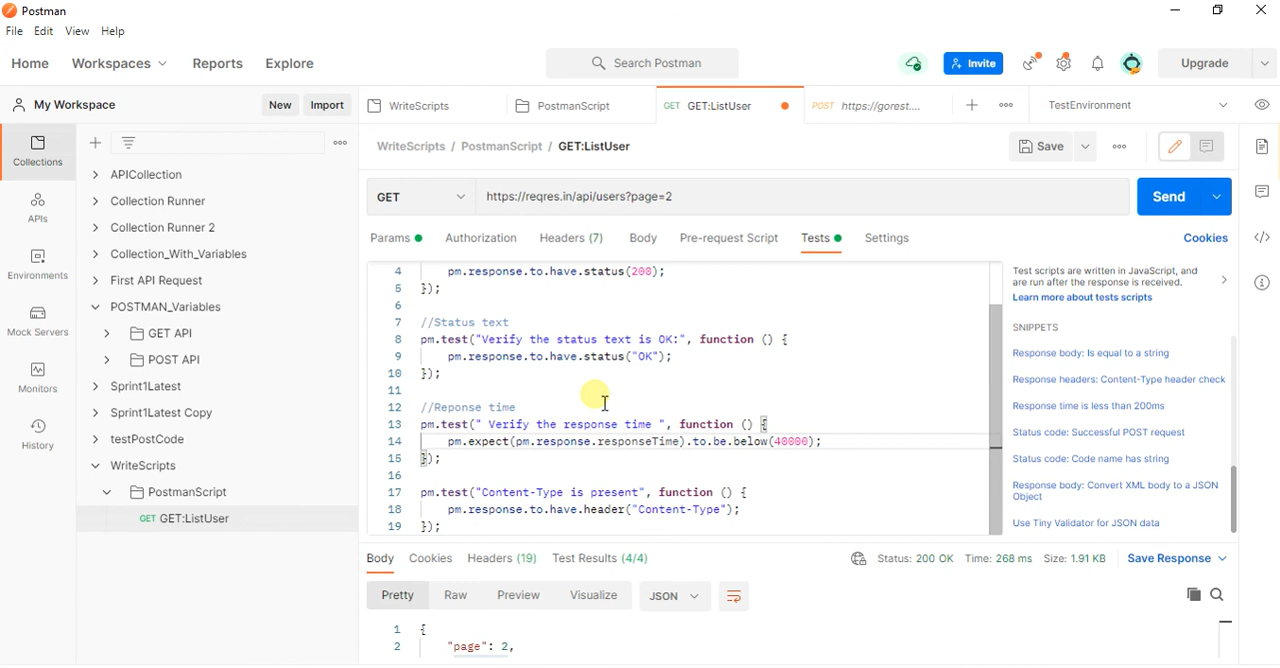 Postman
File Edit View Help
Home Workspaces Reports Explore Search Postman Invite Upgrade
My Workspace New Import WriteScripts PostmanScript GET GET:ListUser POST https://gorest.... TestEnvironment
Collections
APIs
Environments
Mock Servers
Monitors
History
APICollection
Collection Runner
Collection Runner 2
Collection_With_Variables
First API Request
POSTMAN_Variables
GET API
POST API
Sprint1Latest
Sprint1Latest Copy
testPostCode
WriteScripts
PostmanScript
GET GET:ListUser
WriteScripts / PostmanScript / GET:ListUser Save
GET https://reqres.in/api/users?page=2 Send
Params Authorization Headers (7) Body Pre-request Script Tests Settings Cookies
4 pm.response.to.have.status(200);
5 });
6
7 //Status text
8 pm.test("Verify the status text is OK:", function () {
9 pm.response.to.have.status("OK");
10 });
11
12 //Reponse time
13 pm.test(" Verify the response time ", function () {
14 pm.expect(pm.response.responseTime).to.be.below(40000);
15 });
16
17 pm.test("Content-Type is present", function () {
18 pm.response.to.have.header("Content-Type");
19 });
Test scripts are written in JavaScript, and
are run after the response is received.
Learn more about tests scripts
SNIPPETS
Response body: Is equal to a string
Response headers: Content-Type header check
Response time is less than 200ms
Status code: Successful POST request
Status code: Code name has string
Response body: Convert XML body to a JSON
Object
Use Tiny Validator for JSON data
Body Cookies Headers (19) Test Results (4/4) Status: 200 OK Time: 268 ms Size: 1.91 KB Save Response
Pretty Raw Preview Visualize JSON
1 {
2 "page": 2,